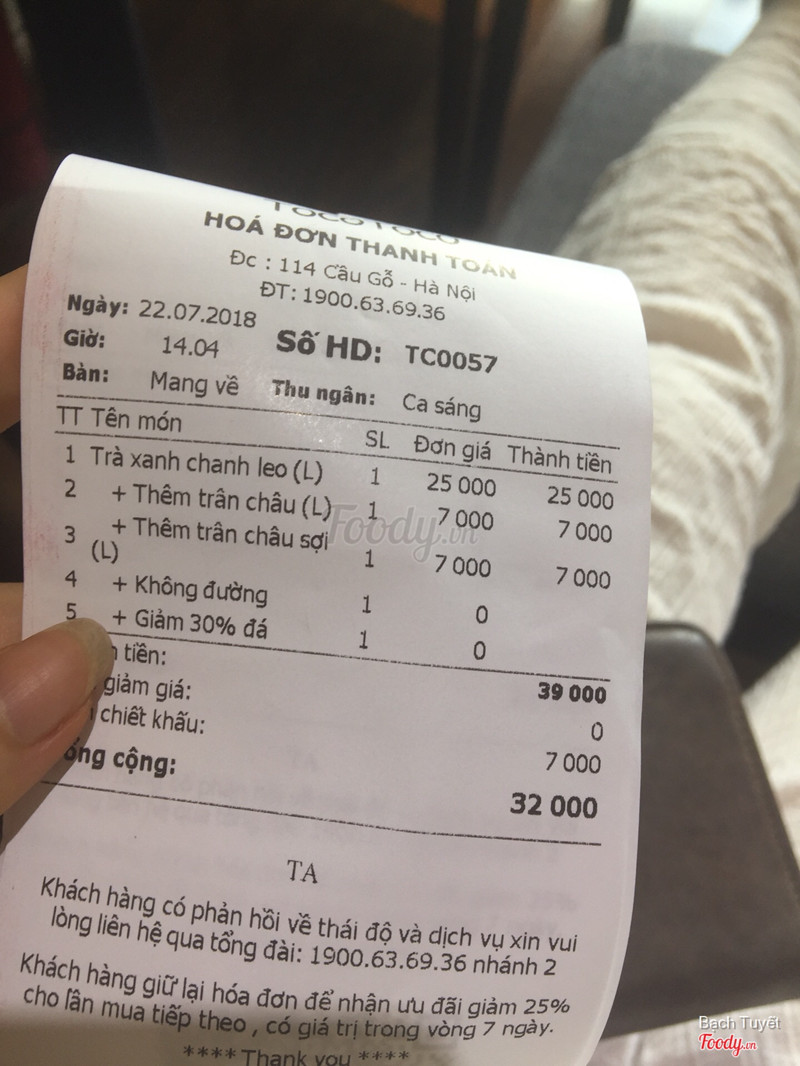 TOCOTOCO
HOÁ ĐƠN THANH TOÁN
Đc : 114 Cầu Gỗ - Hà Nội
ĐT: 1900.63.69.36
Ngày: 22.07.2018
Giờ: 14.04 Số HD: TC0057
Bàn: Mang về Thu ngân: Ca sáng
TT Tên món SL Đơn giá Thành tiền
1 Trà xanh chanh leo (L) 1 25 000 25 000
2 + Thêm trân châu (L) 1 7 000 7 000
3 + Thêm trân châu sợi 1 7 000 7 000
(L)
4 + Không đường 1 0
5 + Giảm 30% đá 1 0
tiền: 39 000
giảm giá: 0
chiết khấu: 7 000
ổng cộng: 32 000
TA
Khách hàng có phản hồi về thái độ và dịch vụ xin vui
lòng liên hệ qua tổng đài: 1900.63.69.36 nhánh 2
Khách hàng giữ lại hóa đơn để nhận ưu đãi giảm 25%
cho lần mua tiếp theo , có giá trị trong vòng 7 ngày.
**** Thank you ****
Foody.vn
Bạch Tuyết
Foody.vn